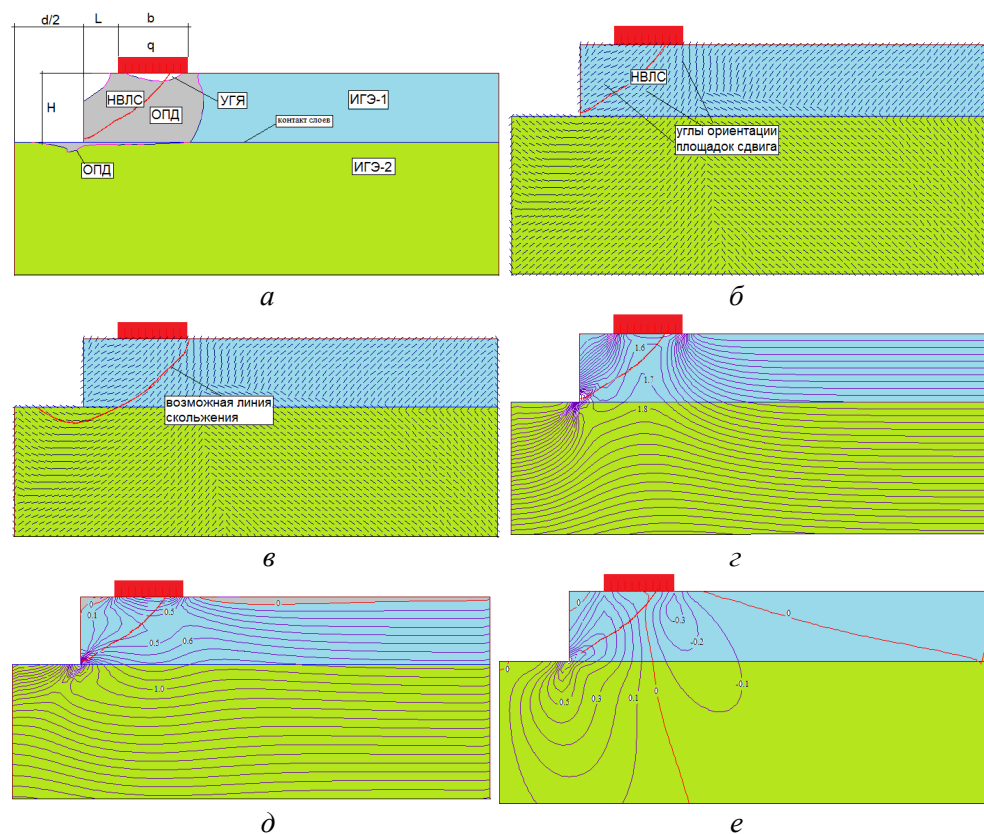 d/2 L b
q
H
НВЛС
УГЯ
ОПД
ИГЭ-1
контакт слоев
ОПД
ИГЭ-2
а
НВЛС
углы ориентации
площадок сдвига
б
возможная линия
скольжения
в
1.6
1.7
1.8
г
0
0.1
0.5
0
0.5
0.6
1.0
д
0
-0.3
-0.2
0
0
0.5
0.3
0.1
0
-0.1
е